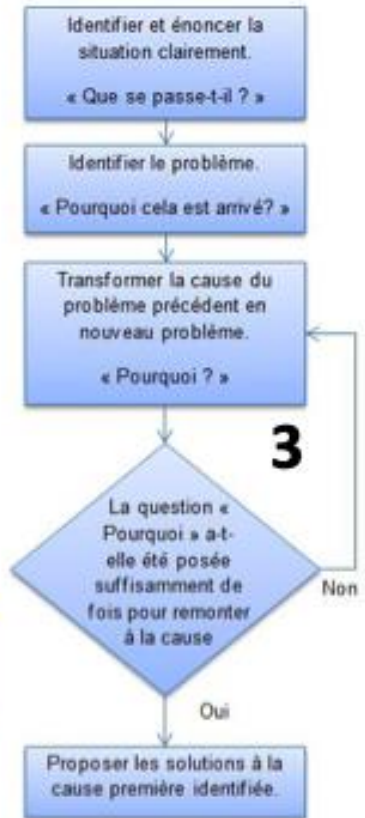 Identifier et énoncer la
situation clairement.
« Que se passe-t-il ? »
Identifier le problème.
« Pourquoi cela est arrivé? »
Transformer la cause du
problème précédent en
nouveau problème.
« Pourquoi ? »
3
La question «
Pourquoi » a-t-
elle été posée
suffisamment de
fois pour remonter
à la cause
Non
Oui
Proposer les solutions à la
cause première identifiée.